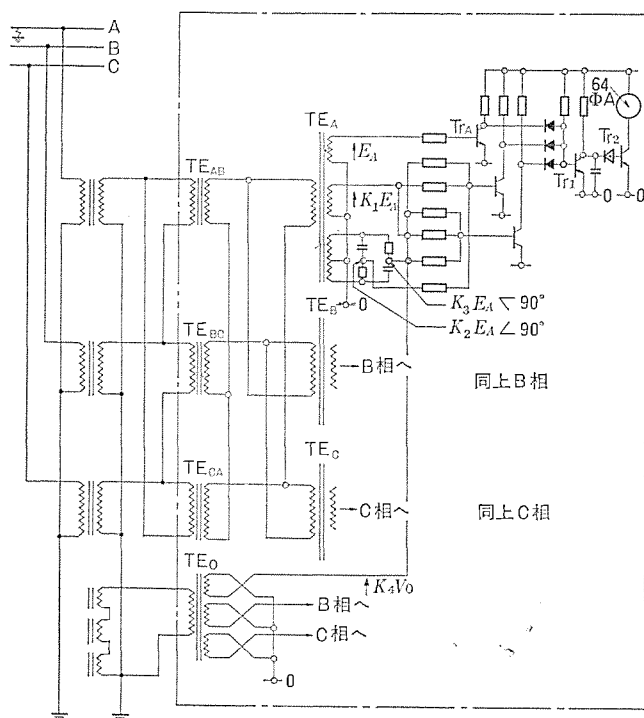 A
B
C
64
ΦA
TE_A
Tr_A
Tr_2
Tr_1
E_A
TE_AB
K_1E_A
0
0
0
K_3E_A ∠ 90°
K_2E_A ∠ 90°
TE_B
TE_BC
B相へ
同上B相
TE_C
TE_CA
C相へ
同上C相
TE_0
K_4V_0
B相へ
C相へ
0